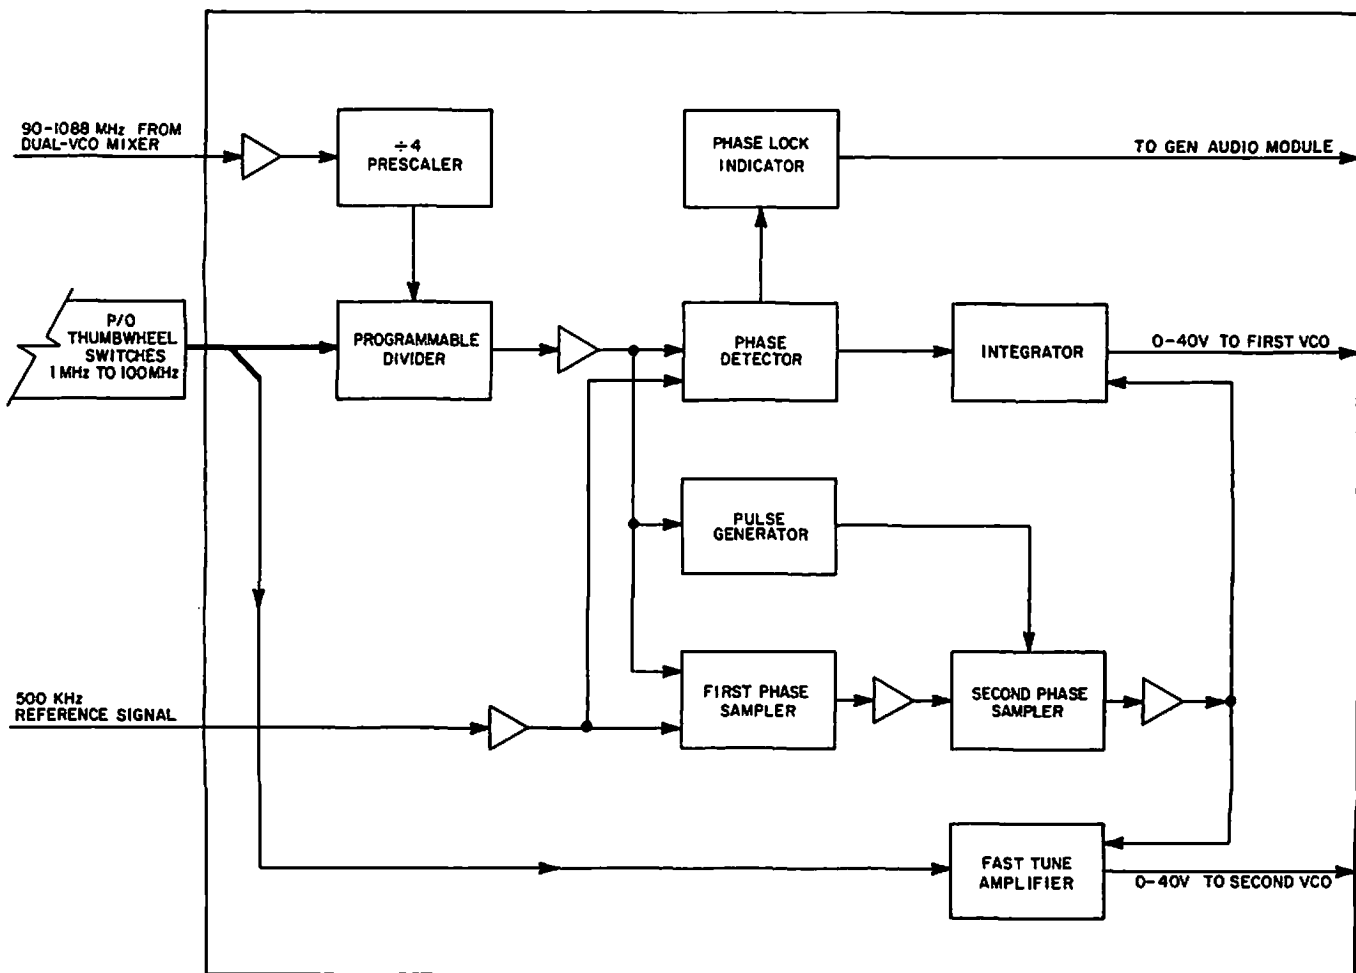 90-1088 MHz FROM
DUAL-VCO MIXER
÷4
PRESCALER
PHASE LOCK
INDICATOR
TO GEN AUDIO MODULE
P/O
THUMBWHEEL
SWITCHES
1 MHz TO 100MHz
PROGRAMMABLE
DIVIDER
PHASE
DETECTOR
INTEGRATOR
0-40V TO FIRST VCO
PULSE
GENERATOR
500 KHz
REFERENCE SIGNAL
FIRST PHASE
SAMPLER
SECOND PHASE
SAMPLER
FAST TUNE
AMPLIFIER
0-40V TO SECOND VCO